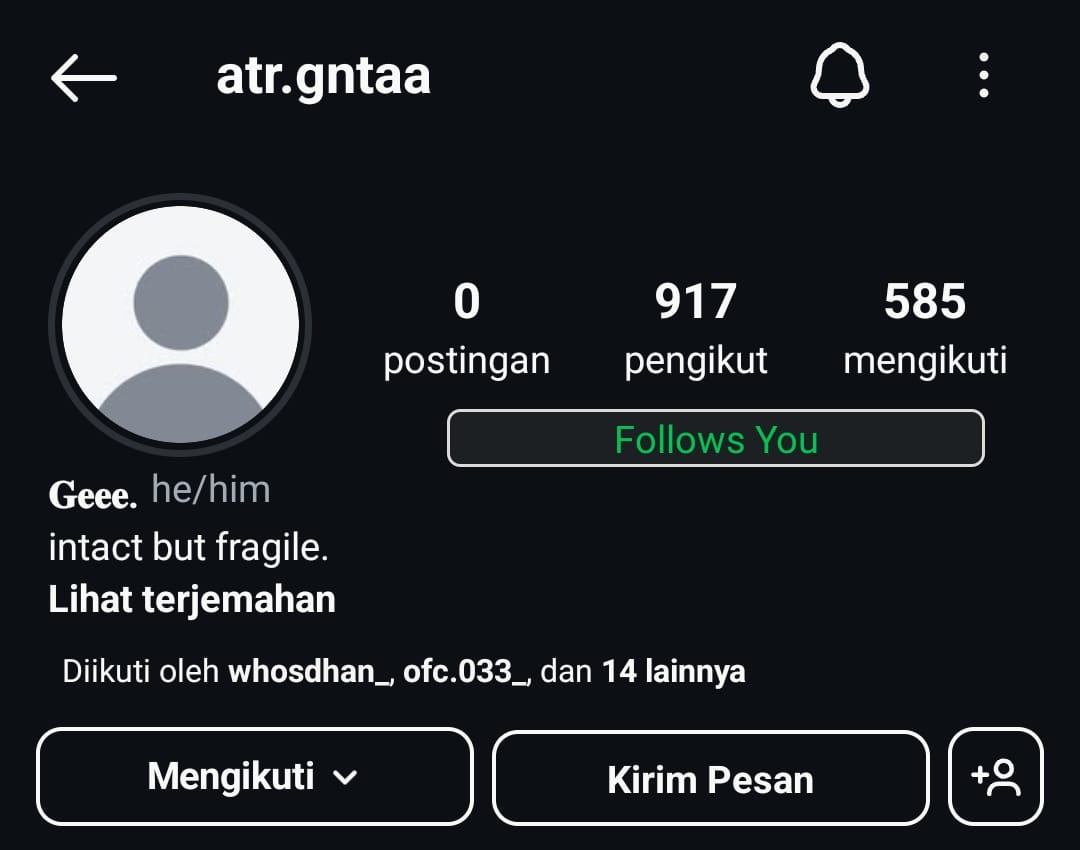 atr.gntaa
0 917 585
postingan pengikut mengikuti
Follows You
Geee. he/him
intact but fragile.
Lihat terjemahan
Diikuti oleh whosdhan_, ofc.033_, dan 14 lainnya
Mengikuti Kirim Pesan